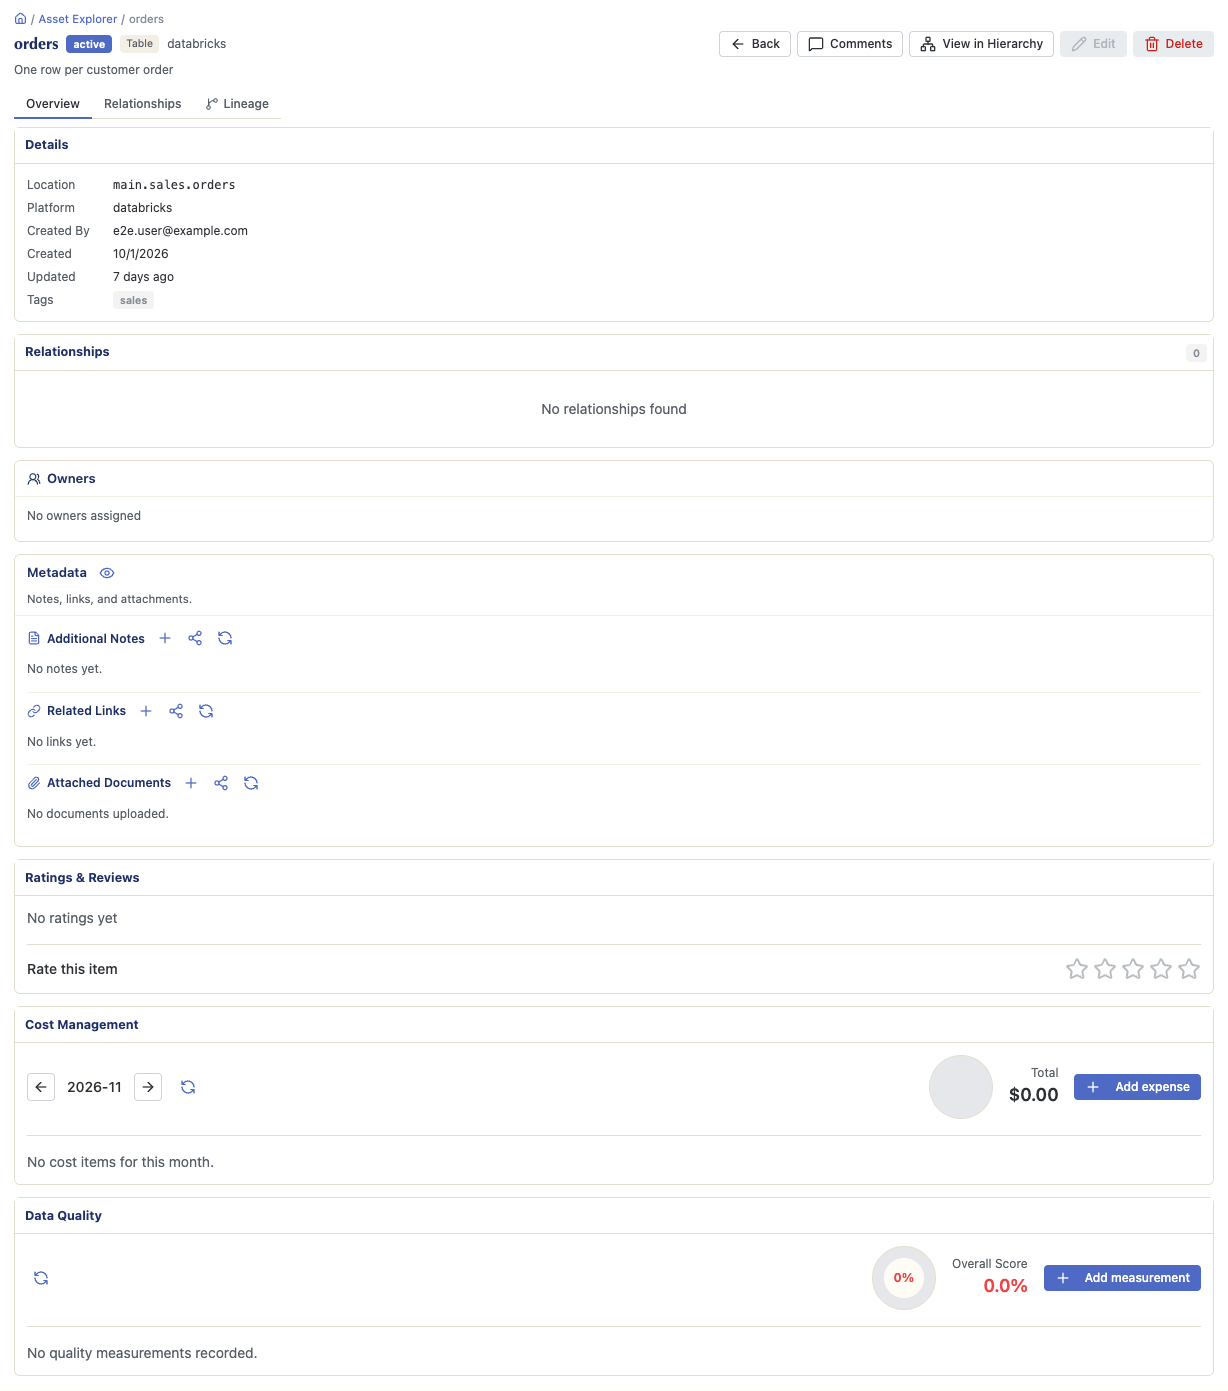 / Asset Explorer / orders
orders active Table databricks
Back Comments View in Hierarchy Edit Delete
One row per customer order
Overview Relationships Lineage
Details
Location main.sales.orders
Platform databricks
Created By e2e.user@example.com
Created 10/1/2026
Updated 7 days ago
Tags sales
Relationships 0
No relationships found
Owners
No owners assigned
Metadata
Notes, links, and attachments.
Additional Notes
No notes yet.
Related Links
No links yet.
Attached Documents
No documents uploaded.
Ratings & Reviews
No ratings yet
Rate this item
Cost Management
2026-11
Total
$0.00
Add expense
No cost items for this month.
Data Quality
0%
Overall Score
0.0%
Add measurement
No quality measurements recorded.